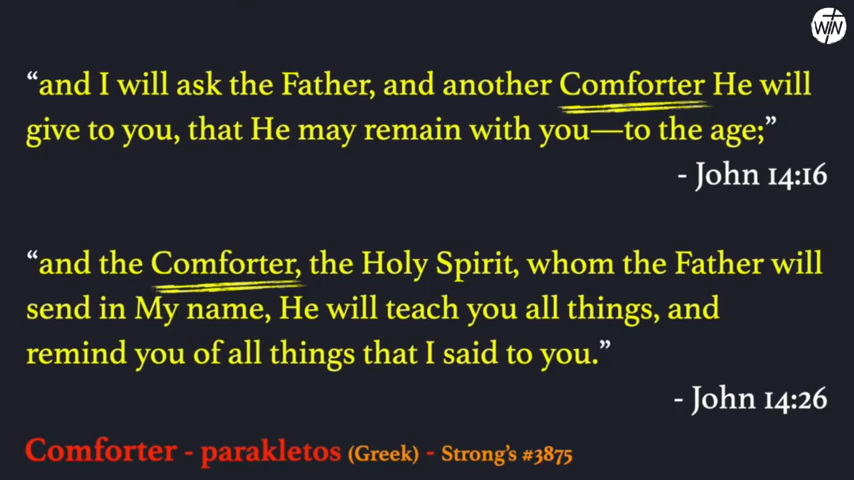 WIN
“and I will ask the Father, and another Comforter He will
give to you, that He may remain with you—to the age;”
- John 14:16
“and the Comforter, the Holy Spirit, whom the Father will
send in My name, He will teach you all things, and
remind you of all things that I said to you.”
- John 14:26
Comforter - parakletos (Greek) - Strong’s #3875